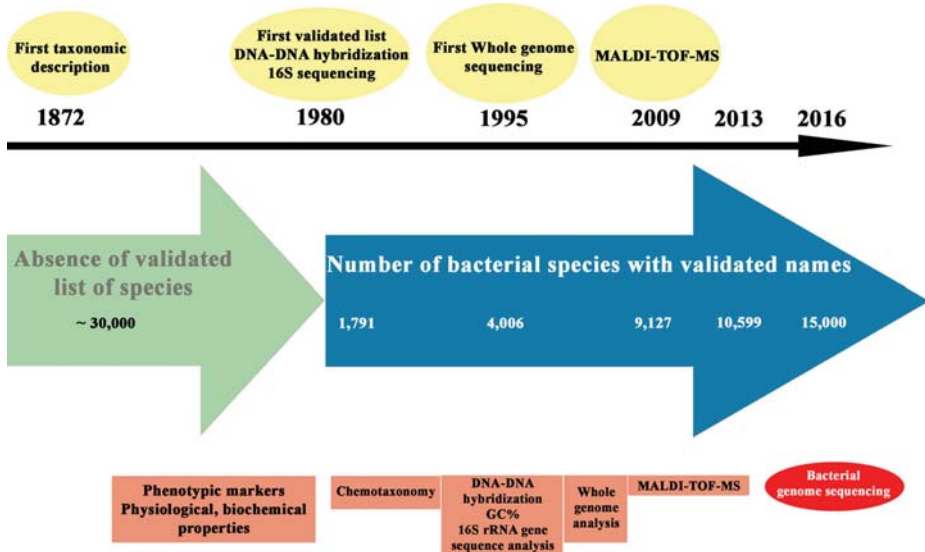 First taxonomic
description
First validated list
DNA-DNA hybridization
16S sequencing
First Whole genome
sequencing
MALDI-TOF-MS
1872
1980
1995
2009
2013
2016
Absence of validated
list of species
~ 30,000
Number of bacterial species with validated names
1,791
4,006
9,127
10,599
15,000
Phenotypic markers
Physiological, biochemical
properties
Chemotaxonomy
DNA-DNA
hybridization
GC%
16S rRNA gene
sequence analysis
Whole
genome
analysis
MALDI-TOF-MS
Bacterial
genome sequencing